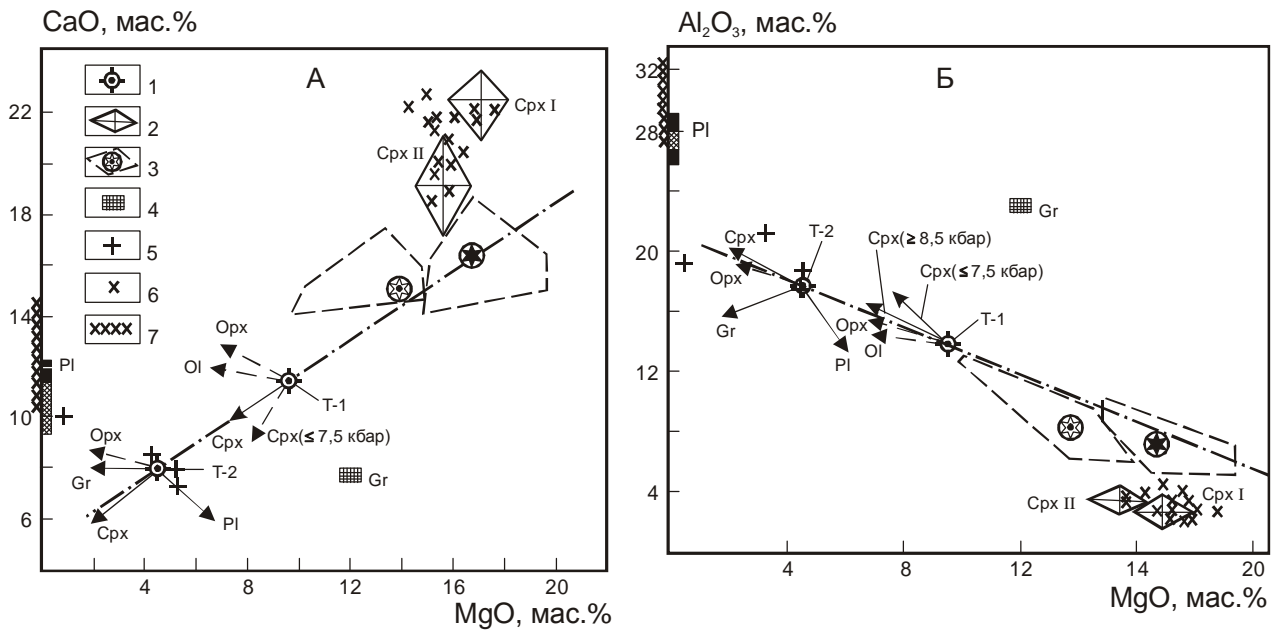 CaO, мас.%
А
22
18
14
10
6
1
2
3
4
5
6
7
Cpx I
Cpx II
Pl
Opx
Ol
T-1
Cpx
Cpx(≤ 7,5 кбар)
Opx
Gr
T-2
Cpx
Pl
Gr
4
8
12
16
20
MgO, мас.%
Al₂O₃, мас.%
Б
32
28
20
12
4
Pl
Gr
Cpx
T-2
Opx
Gr
Pl
Cpx(≥ 8,5 кбар)
Cpx(≤ 7,5 кбар)
Opx
Ol
T-1
Cpx II
Cpx I
4
8
12
16
20
MgO, мас.%